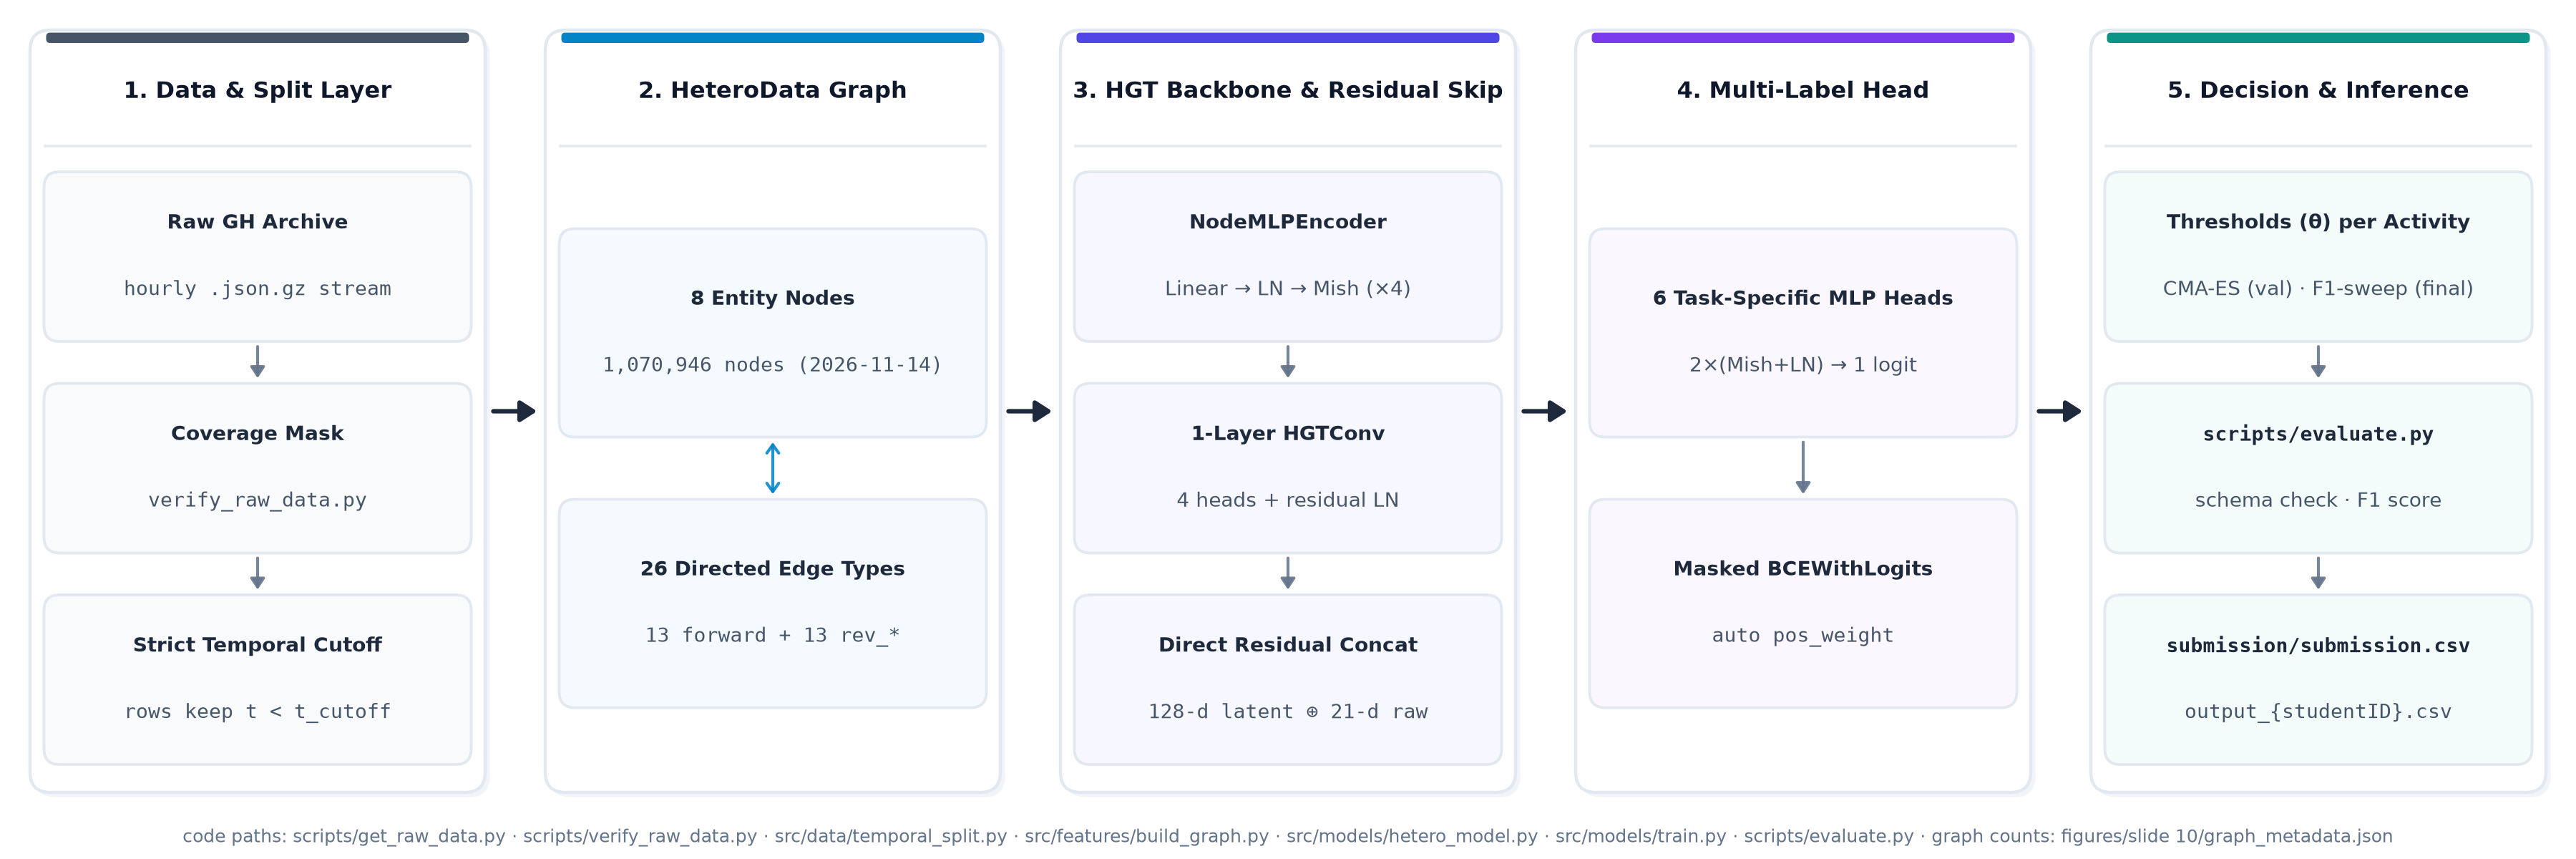 1. Data & Split Layer
Raw GH Archive
hourly .json.gz stream
Coverage Mask
verify_raw_data.py
Strict Temporal Cutoff
rows keep t < t_cutoff
2. HeteroData Graph
8 Entity Nodes
1,070,946 nodes (2026-11-14)
26 Directed Edge Types
13 forward + 13 rev_*
3. HGT Backbone & Residual Skip
NodeMLPEncoder
Linear → LN → Mish (×4)
1-Layer HGTConv
4 heads + residual LN
Direct Residual Concat
128-d latent ⊕ 21-d raw
4. Multi-Label Head
6 Task-Specific MLP Heads
2×(Mish+LN) → 1 logit
Masked BCEWithLogits
auto pos_weight
5. Decision & Inference
Thresholds (θ) per Activity
CMA-ES (val) · F1-sweep (final)
scripts/evaluate.py
schema check · F1 score
submission/submission.csv
output_{studentID}.csv
code paths: scripts/get_raw_data.py · scripts/verify_raw_data.py · src/data/temporal_split.py · src/features/build_graph.py · src/models/hetero_model.py · src/models/train.py · scripts/evaluate.py · graph counts: figures/slide 10/graph_metadata.json